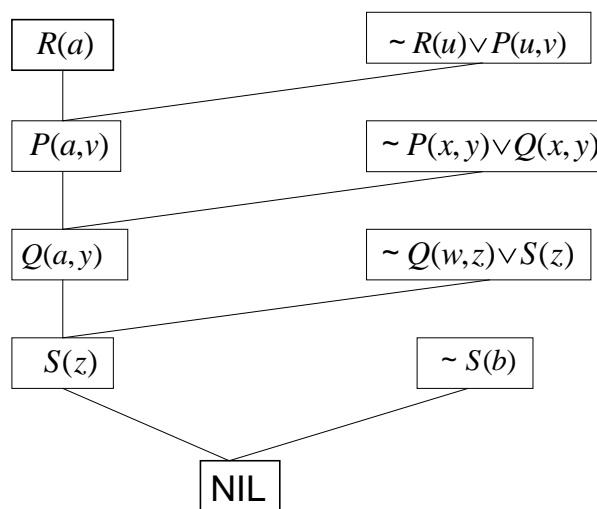 R(a)
~ R(u)∨P(u,v)
P(a,v)
~ P(x, y)∨Q(x, y)
Q(a, y)
~ Q(w,z)∨S(z)
S(z)
~ S(b)
NIL